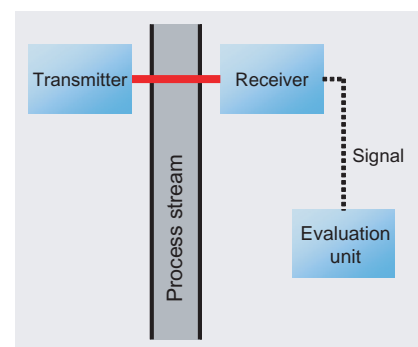 Transmitter
Receiver
Signal
Process stream
Evaluation
unit